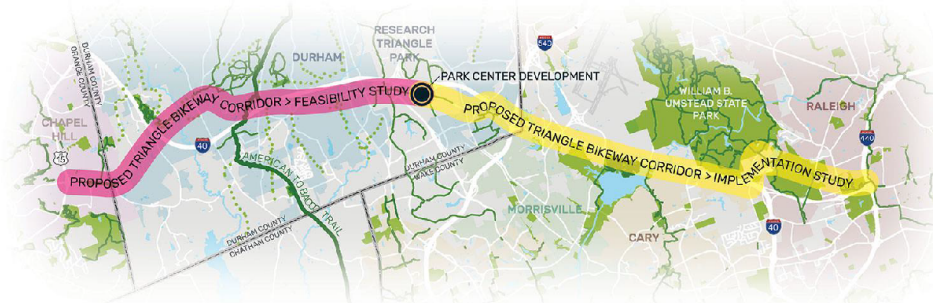 RESEARCH
TRIANGLE
PARK
540
DURHAM
PARK CENTER DEVELOPMENT
DURHAM COUNTY
ORANGE COUNTY
PROPOSED TRIANGLE BIKEWAY CORRIDOR > FEASIBILITY STUDY
PROPOSED TRIANGLE BIKEWAY CORRIDOR > IMPLEMENTATION STUDY
WILLIAM B.
UMSTEAD STATE
PARK
RALEIGH
CHAPEL
HILL
40
440
AMERICAN TOBACCO TRAIL
DURHAM COUNTY
WAKE COUNTY
MORRISVILLE
DURHAM COUNTY
CHATHAM COUNTY
CARY
40